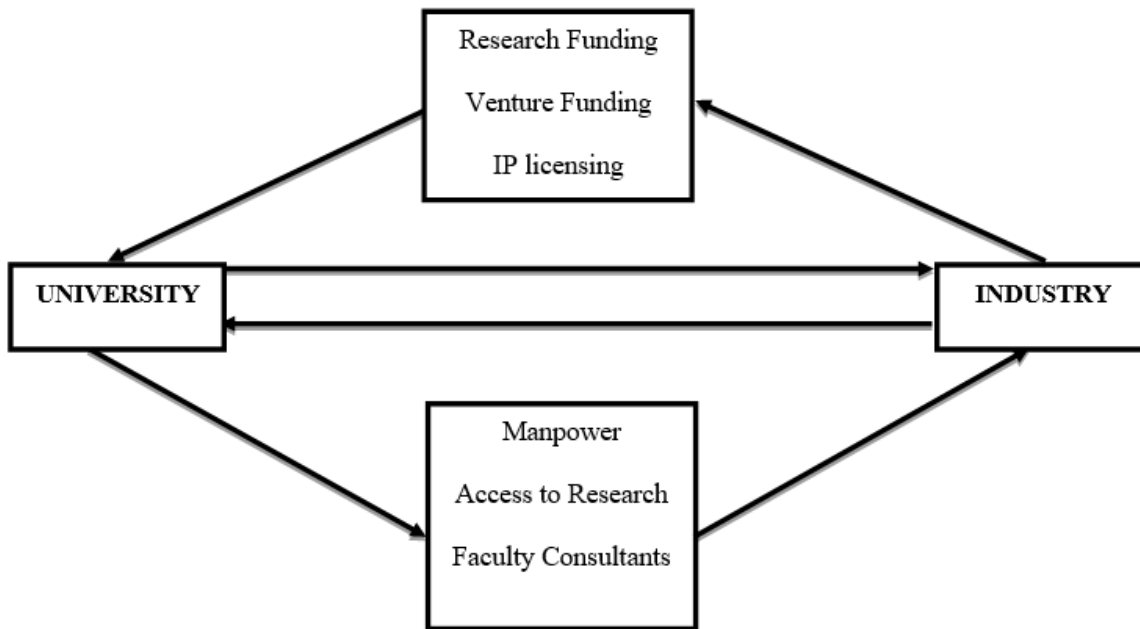 Research Funding
Venture Funding
IP licensing
UNIVERSITY
INDUSTRY
Manpower
Access to Research
Faculty Consultants